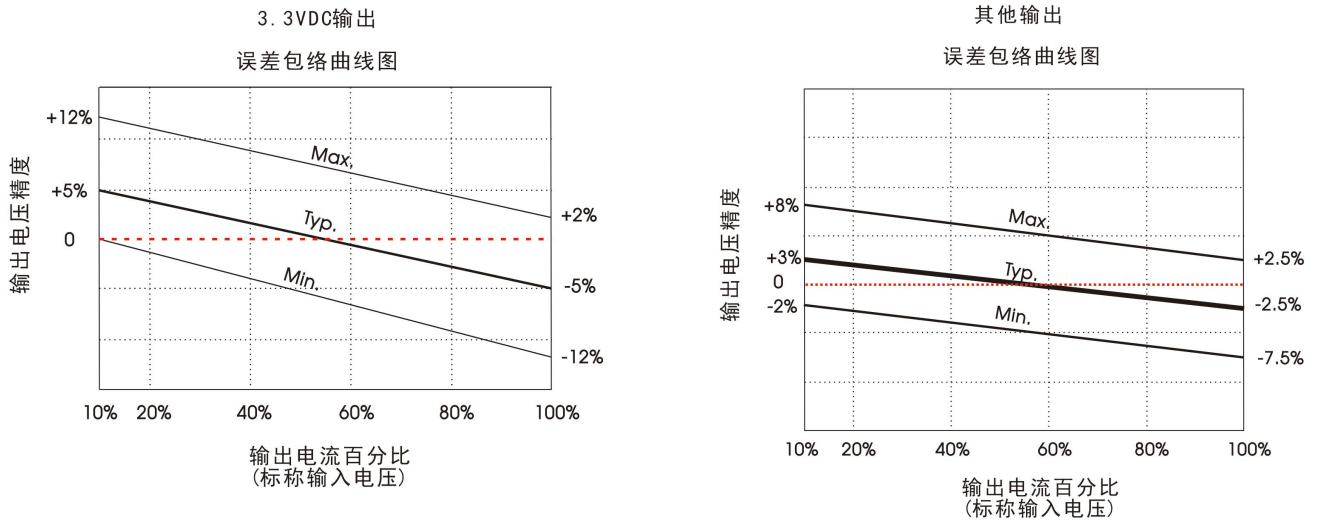 3.3VDC输出
误差包络曲线图
+12%
+5%
0
输出电压精度
Max.
Typ.
Min.
+2%
-5%
-12%
10% 20% 40% 60% 80% 100%
输出电流百分比
(标称输入电压)
其他输出
误差包络曲线图
+8%
+3%
0
-2%
输出电压精度
Max.
Typ.
Min.
+2.5%
-2.5%
-7.5%
10% 20% 40% 60% 80% 100%
输出电流百分比
(标称输入电压)